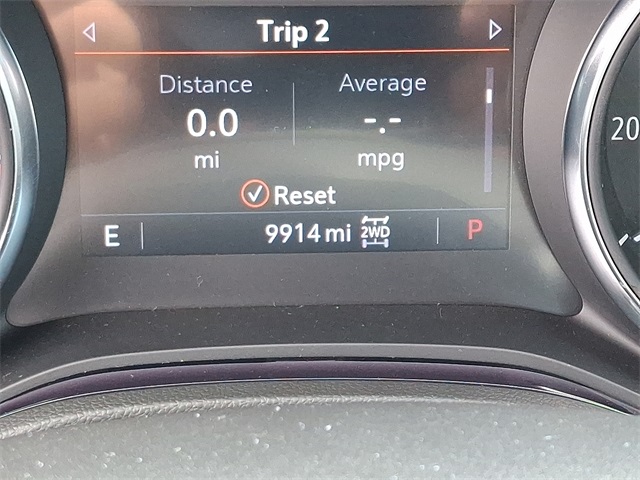 Trip 2
Distance Average
0.0 -.-
mi mpg
Reset
E 9914 mi 2WD P
20